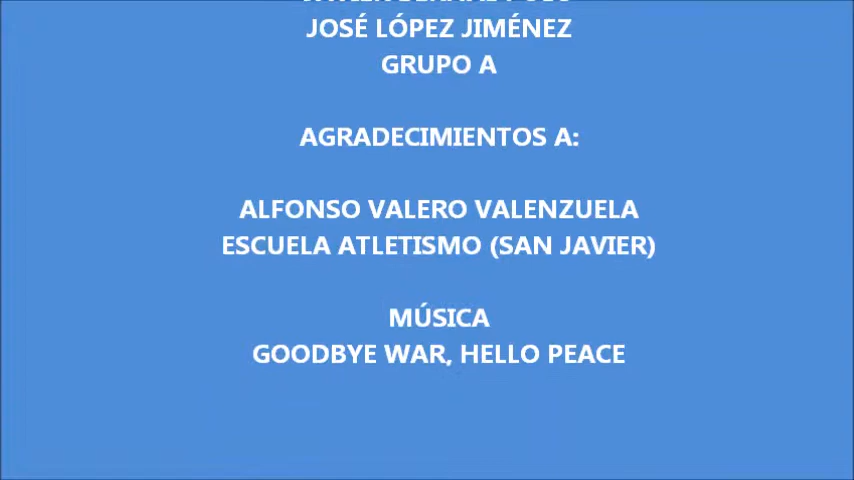 JOSÉ LÓPEZ JIMÉNEZ
GRUPO A
AGRADECIMIENTOS A:
ALFONSO VALERO VALENZUELA
ESCUELA ATLETISMO (SAN JAVIER)
MÚSICA
GOODBYE WAR, HELLO PEACE